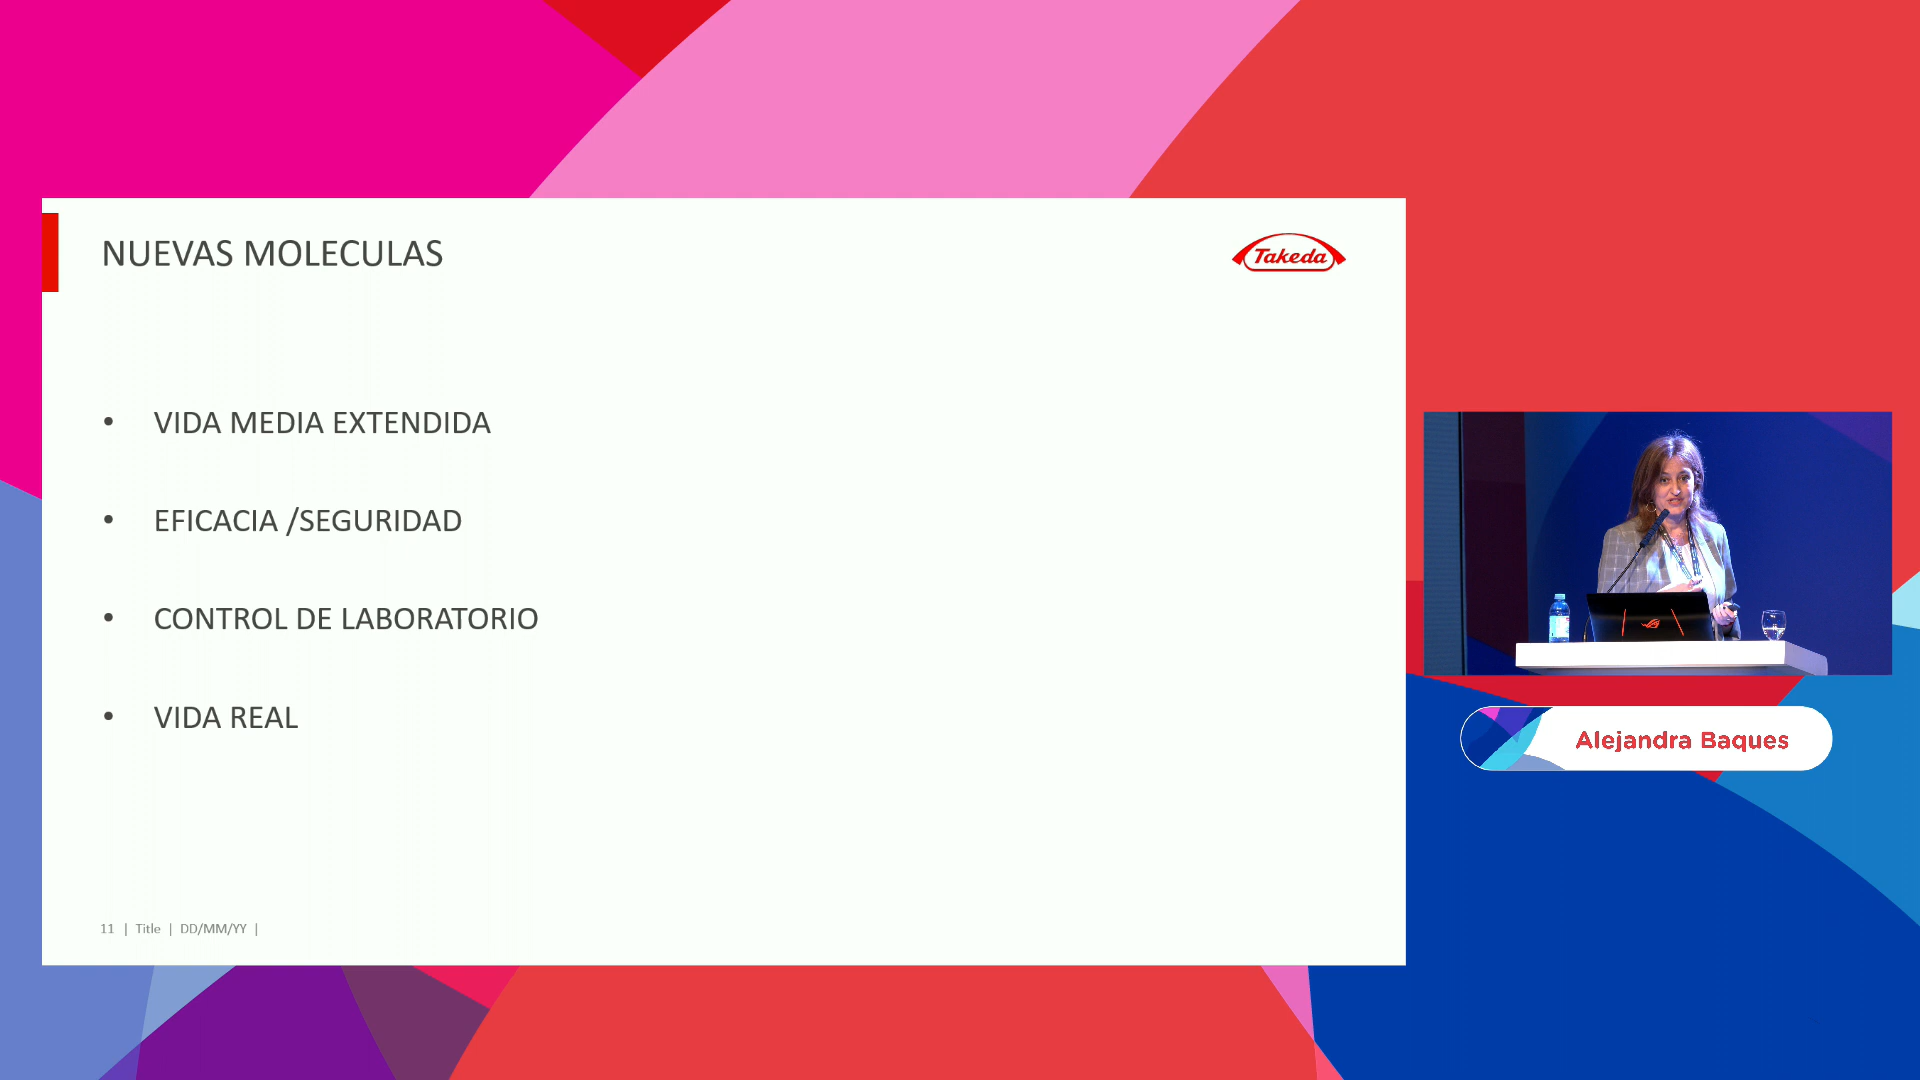 NUEVAS MOLECULAS
Takeda
• VIDA MEDIA EXTENDIDA
• EFICACIA /SEGURIDAD
• CONTROL DE LABORATORIO
• VIDA REAL
11 | Title | DD/MM/YY |
Alejandra Baques